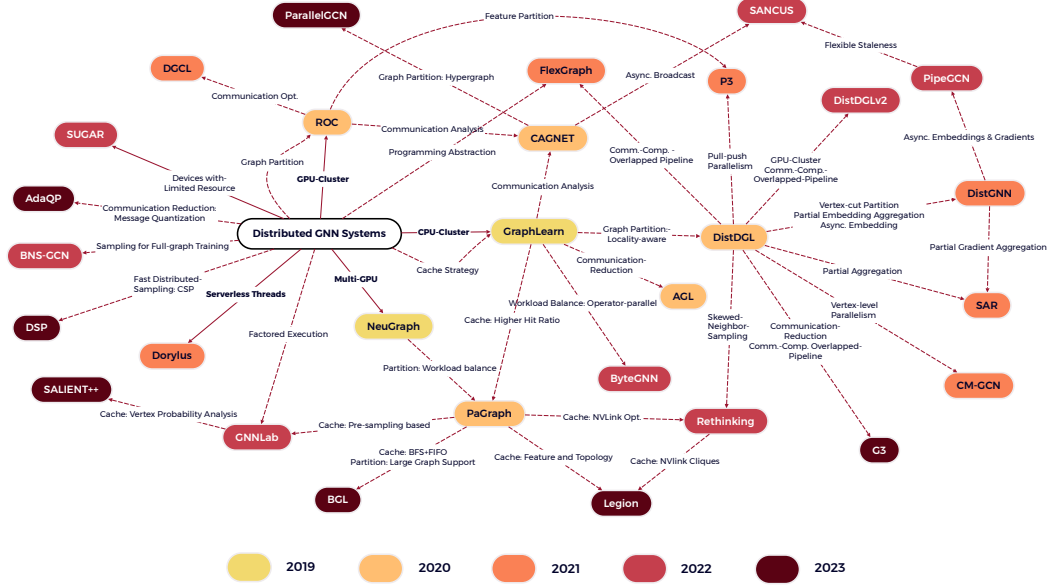 ParallelGCN
SANCUS
Feature Partition
Flexible Staleness
DGCL
FlexGraph
P3
PipeGCN
Graph Partition: Hypergraph
Async. Broadcast
Communication Opt.
DistDGLv2
ROC
SUGAR
Communication Analysis
CAGNET
Async. Embeddings & Gradients
Programming Abstraction
Comm.-Comp. -
Overlapped Pipeline
Pull-push
Parallelism
GPU-Cluster
Comm.-Comp.-
Overlapped-Pipeline
Graph Partition
GPU-Cluster
Devices with-
Limited Resource
Communication Analysis
AdaQP
DistGNN
Communication Reduction:
Message Quantization
Vertex-cut Partition
Partial Embedding Aggregation
Async. Embedding
Distributed GNN Systems
CPU-Cluster
GraphLearn
Graph Partition:-
Locality-aware
DistDGL
BNS-GCN
Sampling for Full-graph Training
Partial Gradient Aggregation
Cache Strategy
Communication-
Reduction
Partial Aggregation
Fast Distributed-
Sampling: CSP
Multi-GPU
Serverless Threads
AGL
Workload Balance: Operator-parallel
Vertex-level
Parallelism
SAR
DSP
Factored Execution
NeuGraph
Cache: Higher Hit Ratio
Skewed-
Neighbor-
Sampling
Communication-
Reduction
Comm.-Comp. Overlapped-
Pipeline
Dorylus
Partition: Workload balance
ByteGNN
CM-GCN
SALIENT++
Cache: Vertex Probability Analysis
PaGraph
Cache: NVLink Opt.
Rethinking
GNNLab
Cache: Pre-sampling based
G3
Cache: BFS+FIFO
Partition: Large Graph Support
Cache: Feature and Topology
Cache: NVlink Cliques
BGL
Legion
2019
2020
2021
2022
2023